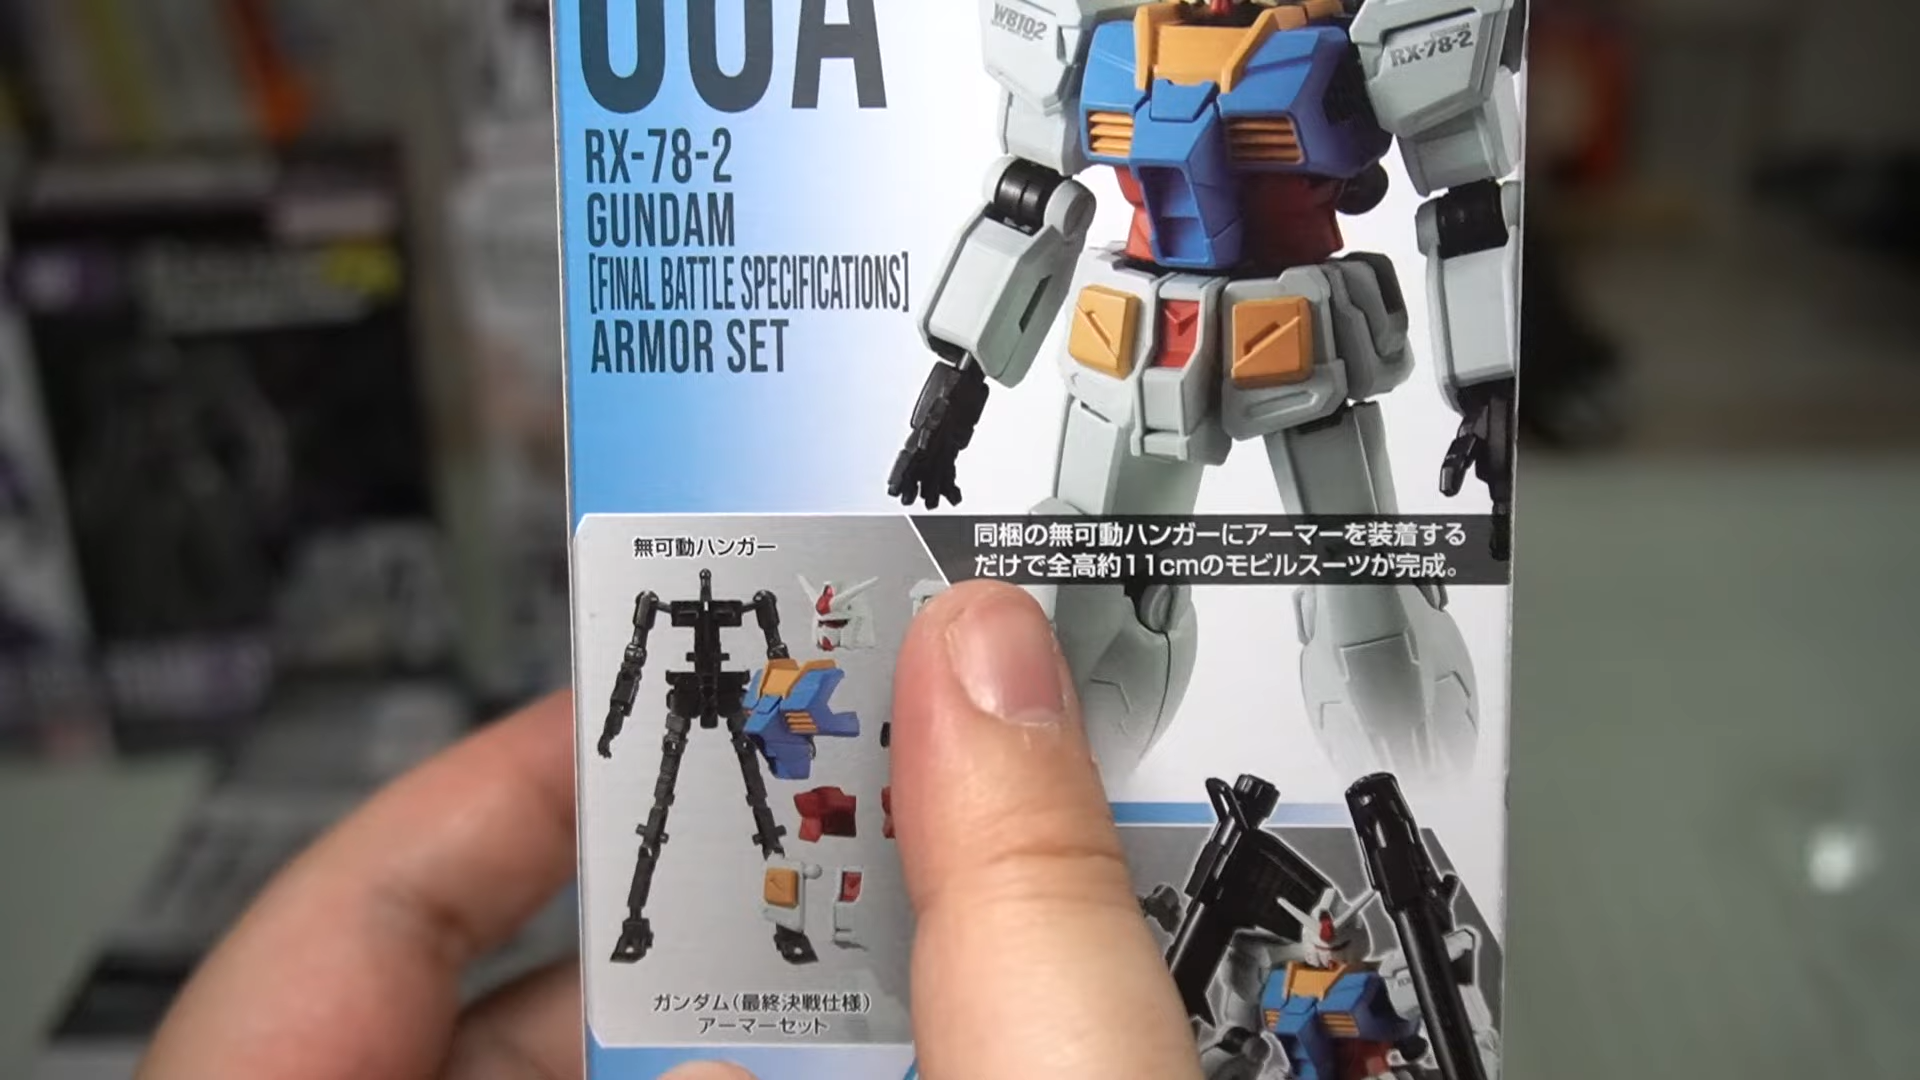 WB102
RX-78-2
RX-78-2
GUNDAM
[FINAL BATTLE SPECIFICATIONS]
ARMOR SET
同梱の無可動ハンガーにアーマーを装着する
だけで全高約11cmのモビルスーツが完成。
無可動ハンガー
ガンダム(最終決戦仕様)
アーマーセット